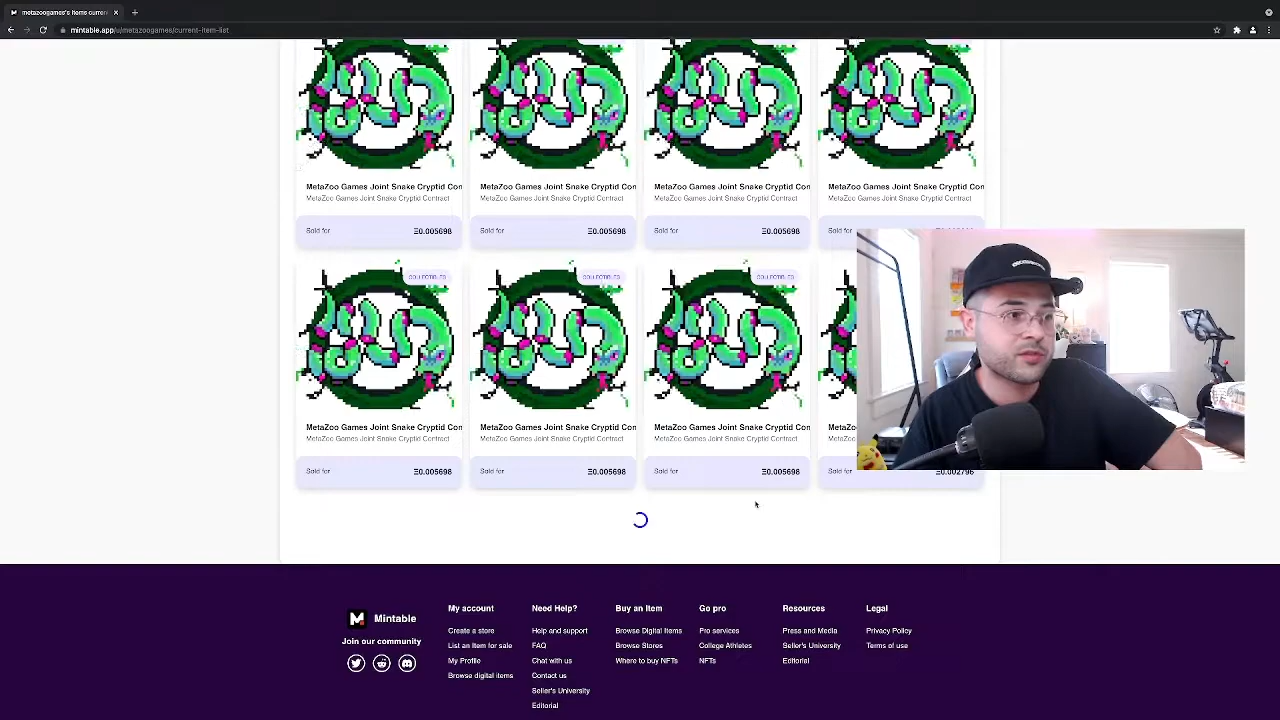 metazoogames's items curren
mintable.app/u/metazoogames/current-item-list
MetaZoo Games Joint Snake Cryptid Con
MetaZoo Games Joint Snake Cryptid Con
MetaZoo Games Joint Snake Cryptid Con
MetaZoo Games Joint Snake Cryptid Con
MetaZoo Games Joint Snake Cryptid Contract
MetaZoo Games Joint Snake Cryptid Contract
MetaZoo Games Joint Snake Cryptid Contract
MetaZoo Games Joint Snake Cryptid Contract
Sold for Ξ0.005698
Sold for Ξ0.005698
Sold for Ξ0.005698
Sold for
COLLECTIBLES
COLLECTIBLES
COLLECTIBLES
MetaZoo Games Joint Snake Cryptid Con
MetaZoo Games Joint Snake Cryptid Con
MetaZoo Games Joint Snake Cryptid Con
MetaZoo Games Joint Snake Cryptid Contract
MetaZoo Games Joint Snake Cryptid Contract
MetaZoo Games Joint Snake Cryptid Contract
Sold for Ξ0.005698
Sold for Ξ0.005698
Sold for Ξ0.005698
Sold for Ξ0.002796
Mintable
Join our community
My account
Create a store
List an Item for sale
My Profile
Browse digital items
Need Help?
Help and support
FAQ
Chat with us
Contact us
Seller's University
Editorial
Buy an Item
Browse Digital Items
Browse Stores
Where to buy NFTs
Go pro
Pro services
College Athletes
NFTs
Resources
Press and Media
Seller's University
Editorial
Legal
Privacy Policy
Terms of use